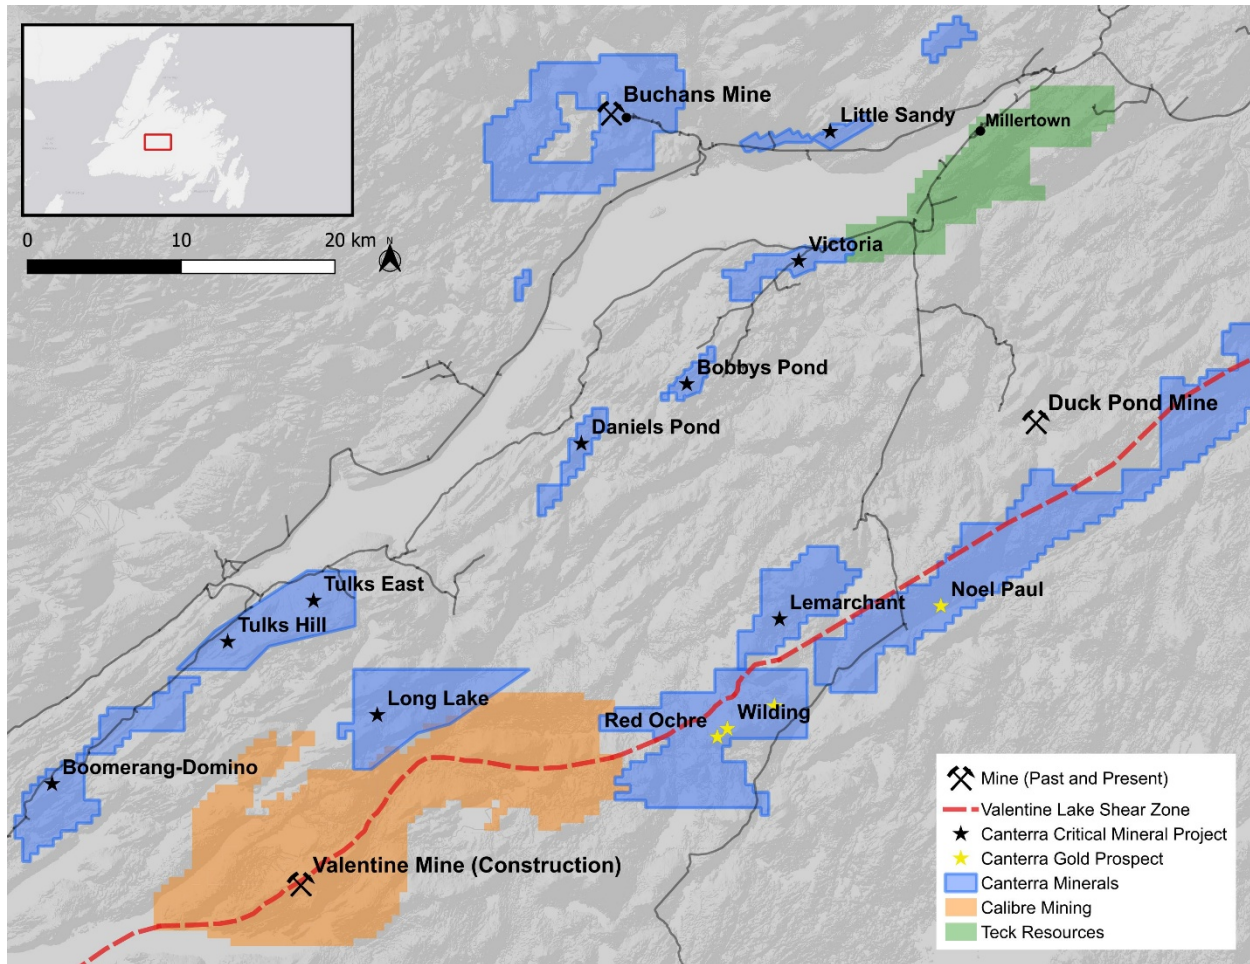 Buchans Mine
Little Sandy
Millertown
0 10 20 km
N
Victoria
Bobbys Pond
Duck Pond Mine
Daniels Pond
Tulks East
Noel Paul
Lemarchant
Tulks Hill
Long Lake
Red Ochre
Wilding
Boomerang-Domino
Valentine Mine (Construction)
Mine (Past and Present)
Valentine Lake Shear Zone
Canterra Critical Mineral Project
Canterra Gold Prospect
Canterra Minerals
Calibre Mining
Teck Resources